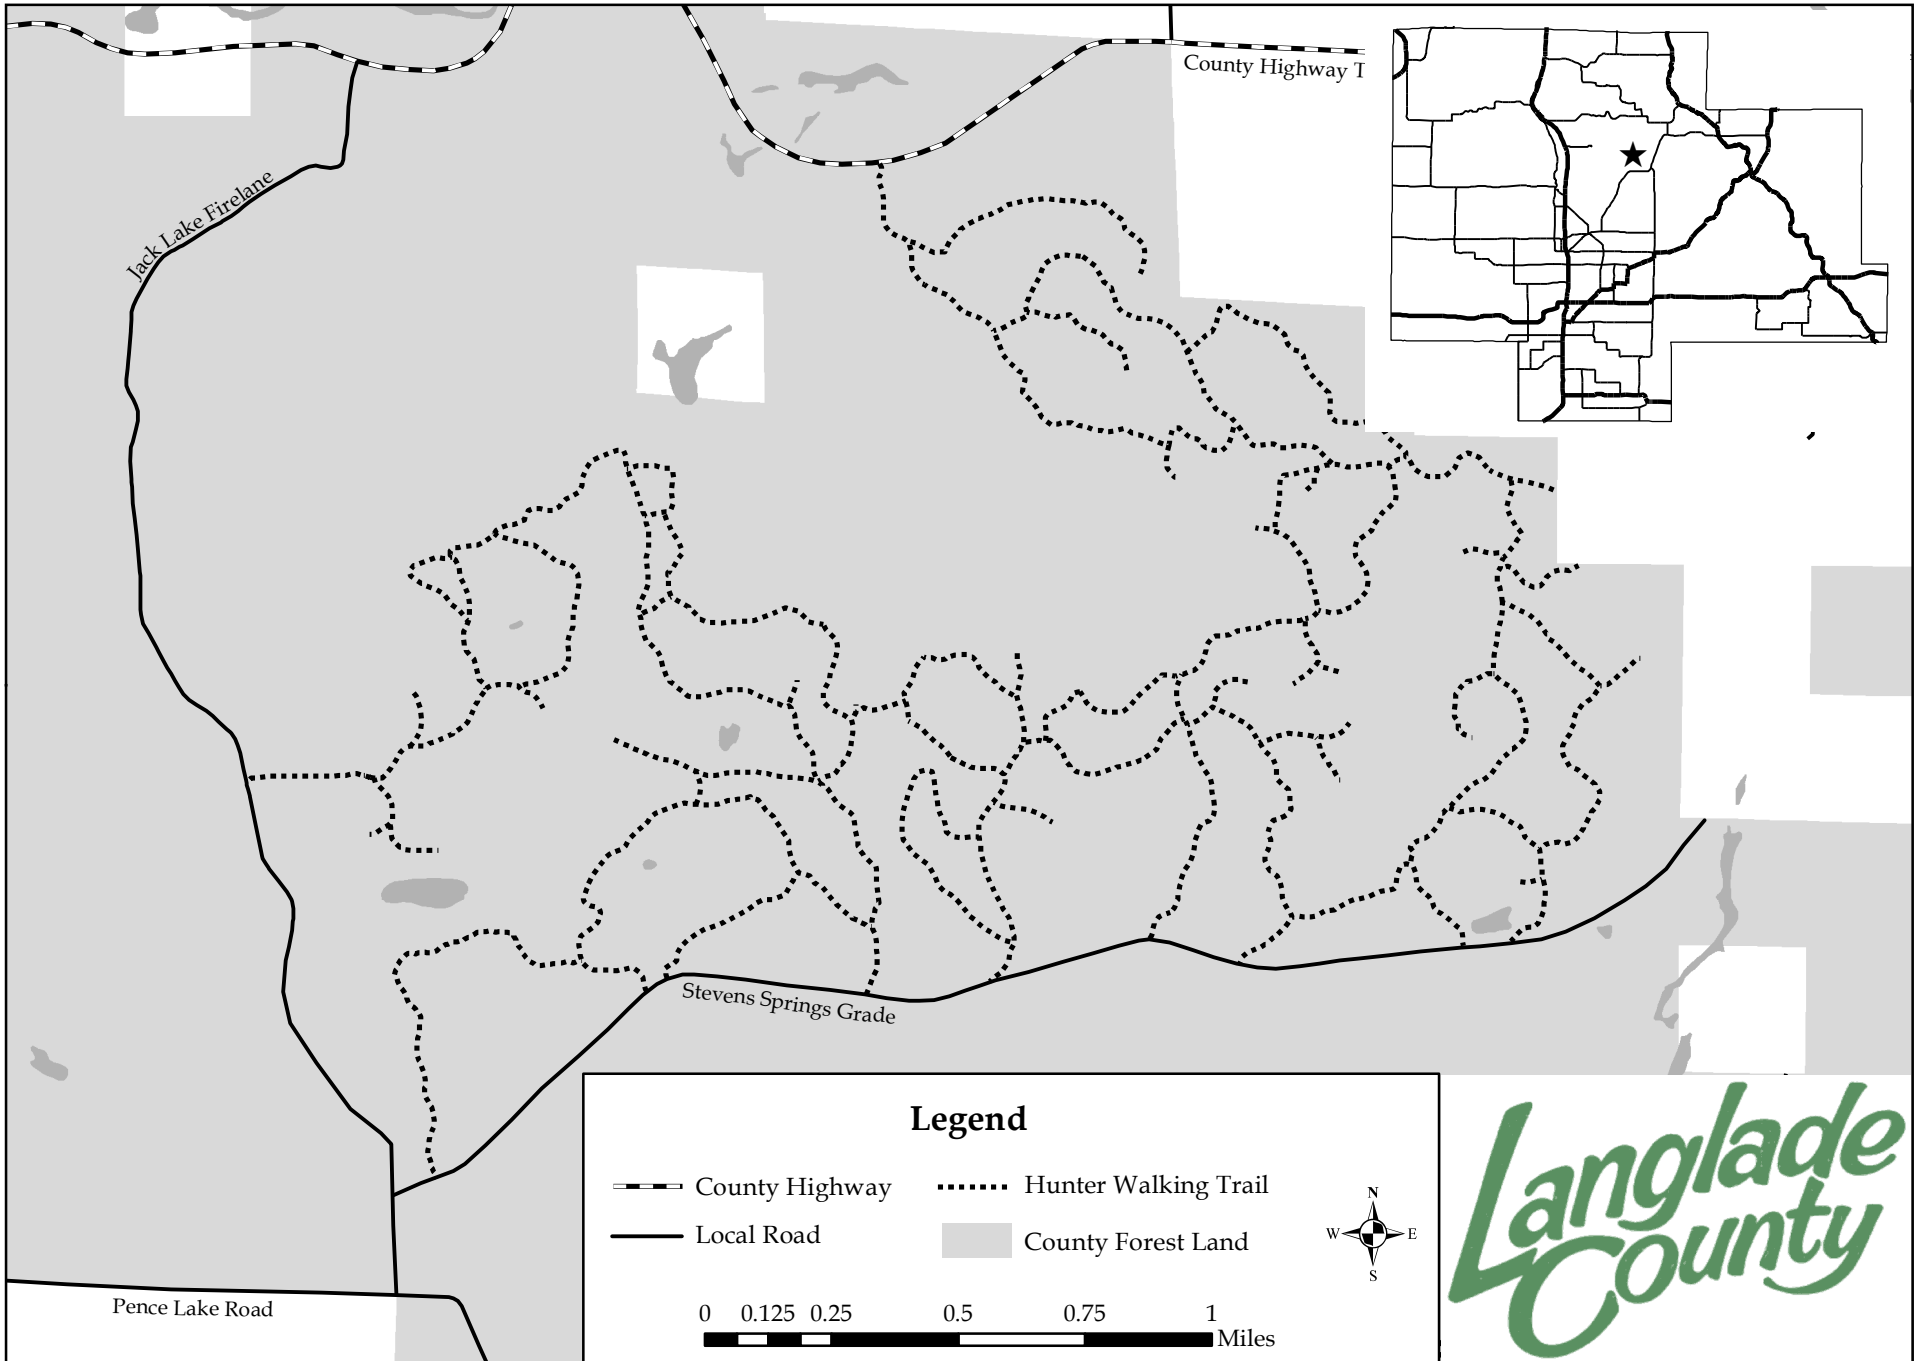 County Highway T
Jack Lake Firelane
Stevens Springs Grade
Pence Lake Road
Legend
County Highway
Hunter Walking Trail
Local Road
County Forest Land
N
W
E
S
0 0.125 0.25 0.5 0.75 1
Miles
Langlade
County